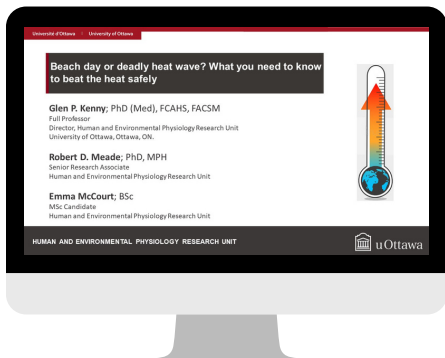 Université d'Ottawa | University of Ottawa
Beach day or deadly heat wave? What you need to know
to beat the heat safely
Glen P. Kenny; PhD (Med), FCAHS, FACSM
Full Professor
Director, Human and Environmental Physiology Research Unit
University of Ottawa, Ottawa, ON.
Robert D. Meade; PhD, MPH
Senior Research Associate
Human and Environmental Physiology Research Unit
Emma McCourt; BSc
MSc Candidate
Human and Environmental Physiology Research Unit
HUMAN AND ENVIRONMENTAL PHYSIOLOGY RESEARCH UNIT
uOttawa